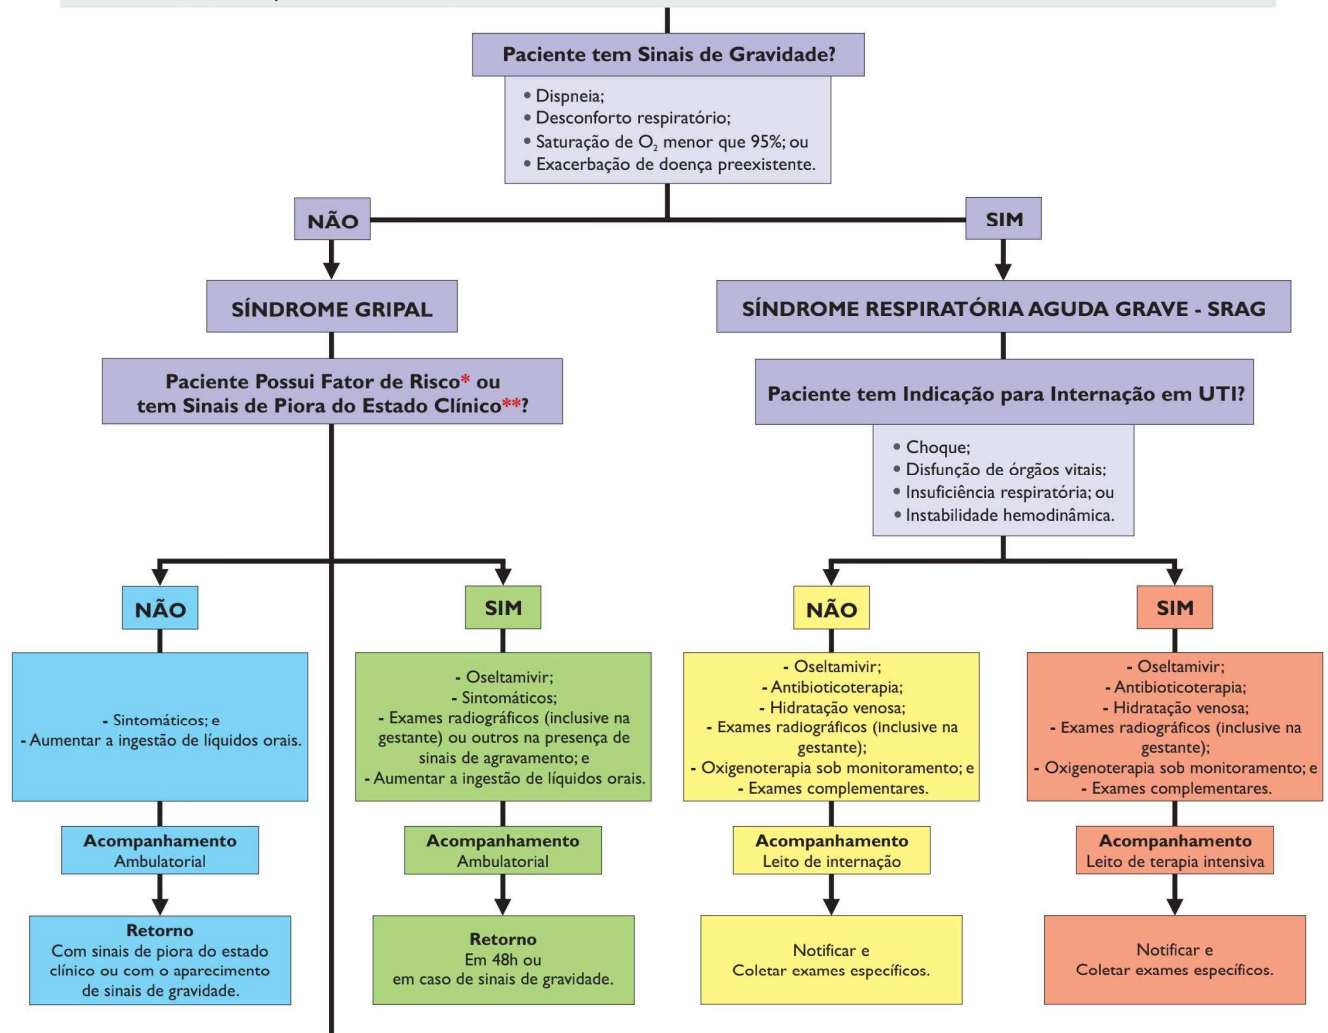 Paciente tem Sinais de Gravidade?
• Dispneia;
• Desconforto respiratório;
• Saturação de O₂ menor que 95%; ou
• Exacerbação de doença preexistente.
NÃO
SIM
SÍNDROME GRIPAL
SÍNDROME RESPIRATÓRIA AGUDA GRAVE - SRAG
Paciente Possui Fator de Risco* ou
tem Sinais de Piora do Estado Clínico**?
Paciente tem Indicação para Internação em UTI?
• Choque;
• Disfunção de órgãos vitais;
• Insuficiência respiratória; ou
• Instabilidade hemodinâmica.
NÃO
SIM
NÃO
SIM
- Sintomáticos; e
- Aumentar a ingestão de líquidos orais.
- Oseltamivir;
- Sintomáticos;
- Exames radiográficos (inclusive na
gestante) ou outros na presença de
sinais de agravamento; e
- Aumentar a ingestão de líquidos orais.
- Oseltamivir;
- Antibioticoterapia;
- Hidratação venosa;
- Exames radiográficos (inclusive na
gestante);
- Oxigenoterapia sob monitoramento; e
- Exames complementares.
- Oseltamivir;
- Antibioticoterapia;
- Hidratação venosa;
- Exames radiográficos (inclusive na
gestante);
- Oxigenoterapia sob monitoramento; e
- Exames complementares.
Acompanhamento
Ambulatorial
Acompanhamento
Ambulatorial
Acompanhamento
Leito de internação
Acompanhamento
Leito de terapia intensiva
Retorno
Com sinais de piora do estado
clínico ou com o aparecimento
de sinais de gravidade.
Retorno
Em 48h ou
em caso de sinais de gravidade.
Notificar e
Coletar exames específicos.
Notificar e
Coletar exames específicos.